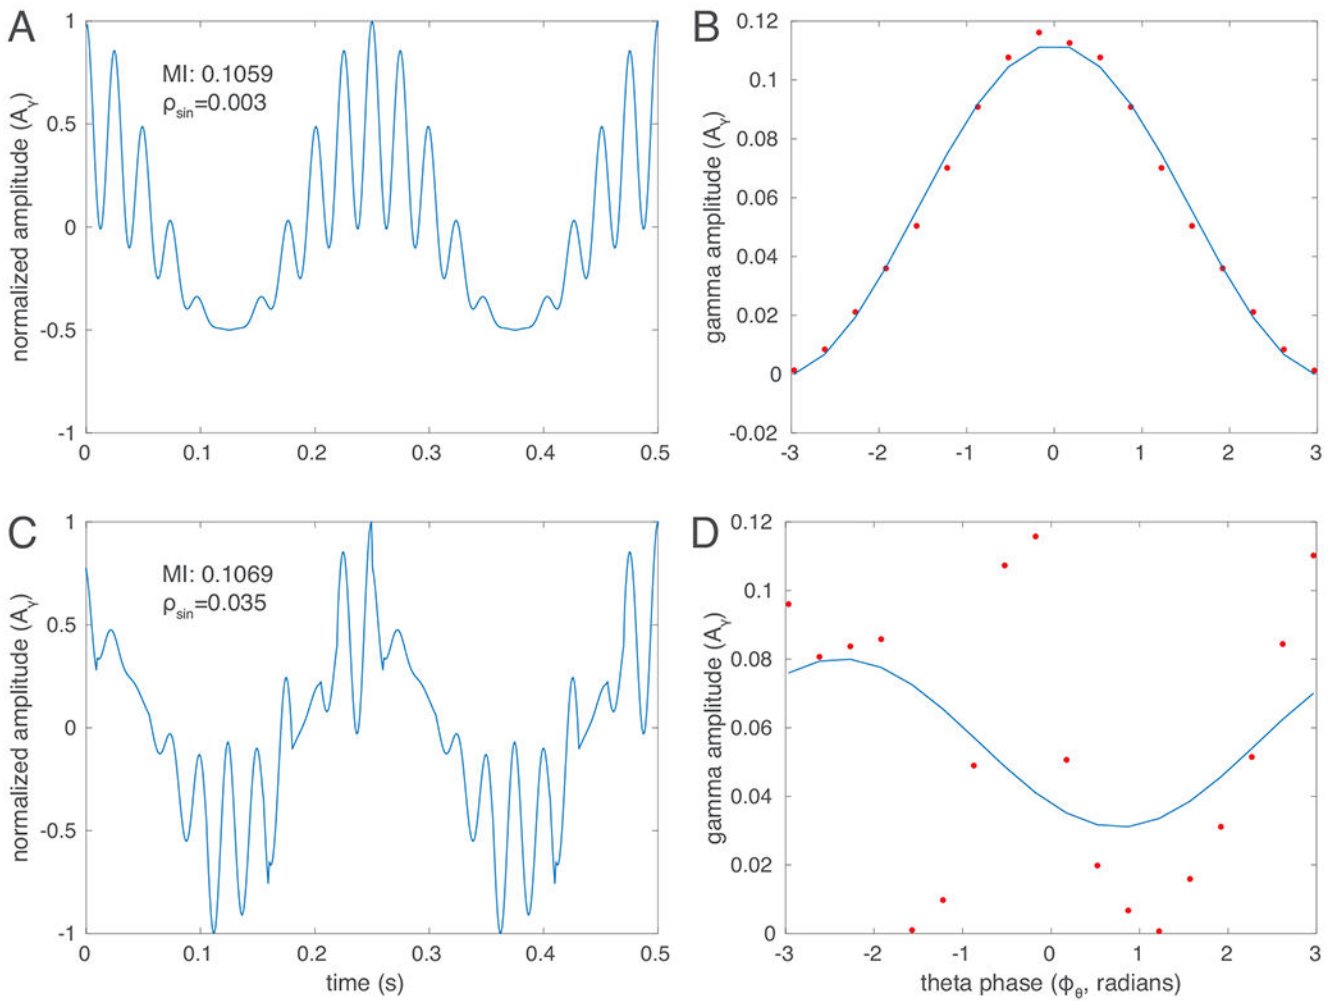 A
1
0.5
0
-0.5
-1
normalized amplitude (Aγ)
MI: 0.1059
ρsin=0.003
0 0.1 0.2 0.3 0.4 0.5
B
0.12
0.1
0.08
0.06
0.04
0.02
0
-0.02
gamma amplitude (Aγ)
-3 -2 -1 0 1 2 3
C
1
0.5
0
-0.5
-1
normalized amplitude (Aγ)
MI: 0.1069
ρsin=0.035
0 0.1 0.2 0.3 0.4 0.5
time (s)
D
0.12
0.1
0.08
0.06
0.04
0.02
0
gamma amplitude (Aγ)
-3 -2 -1 0 1 2 3
theta phase (ϕθ, radians)